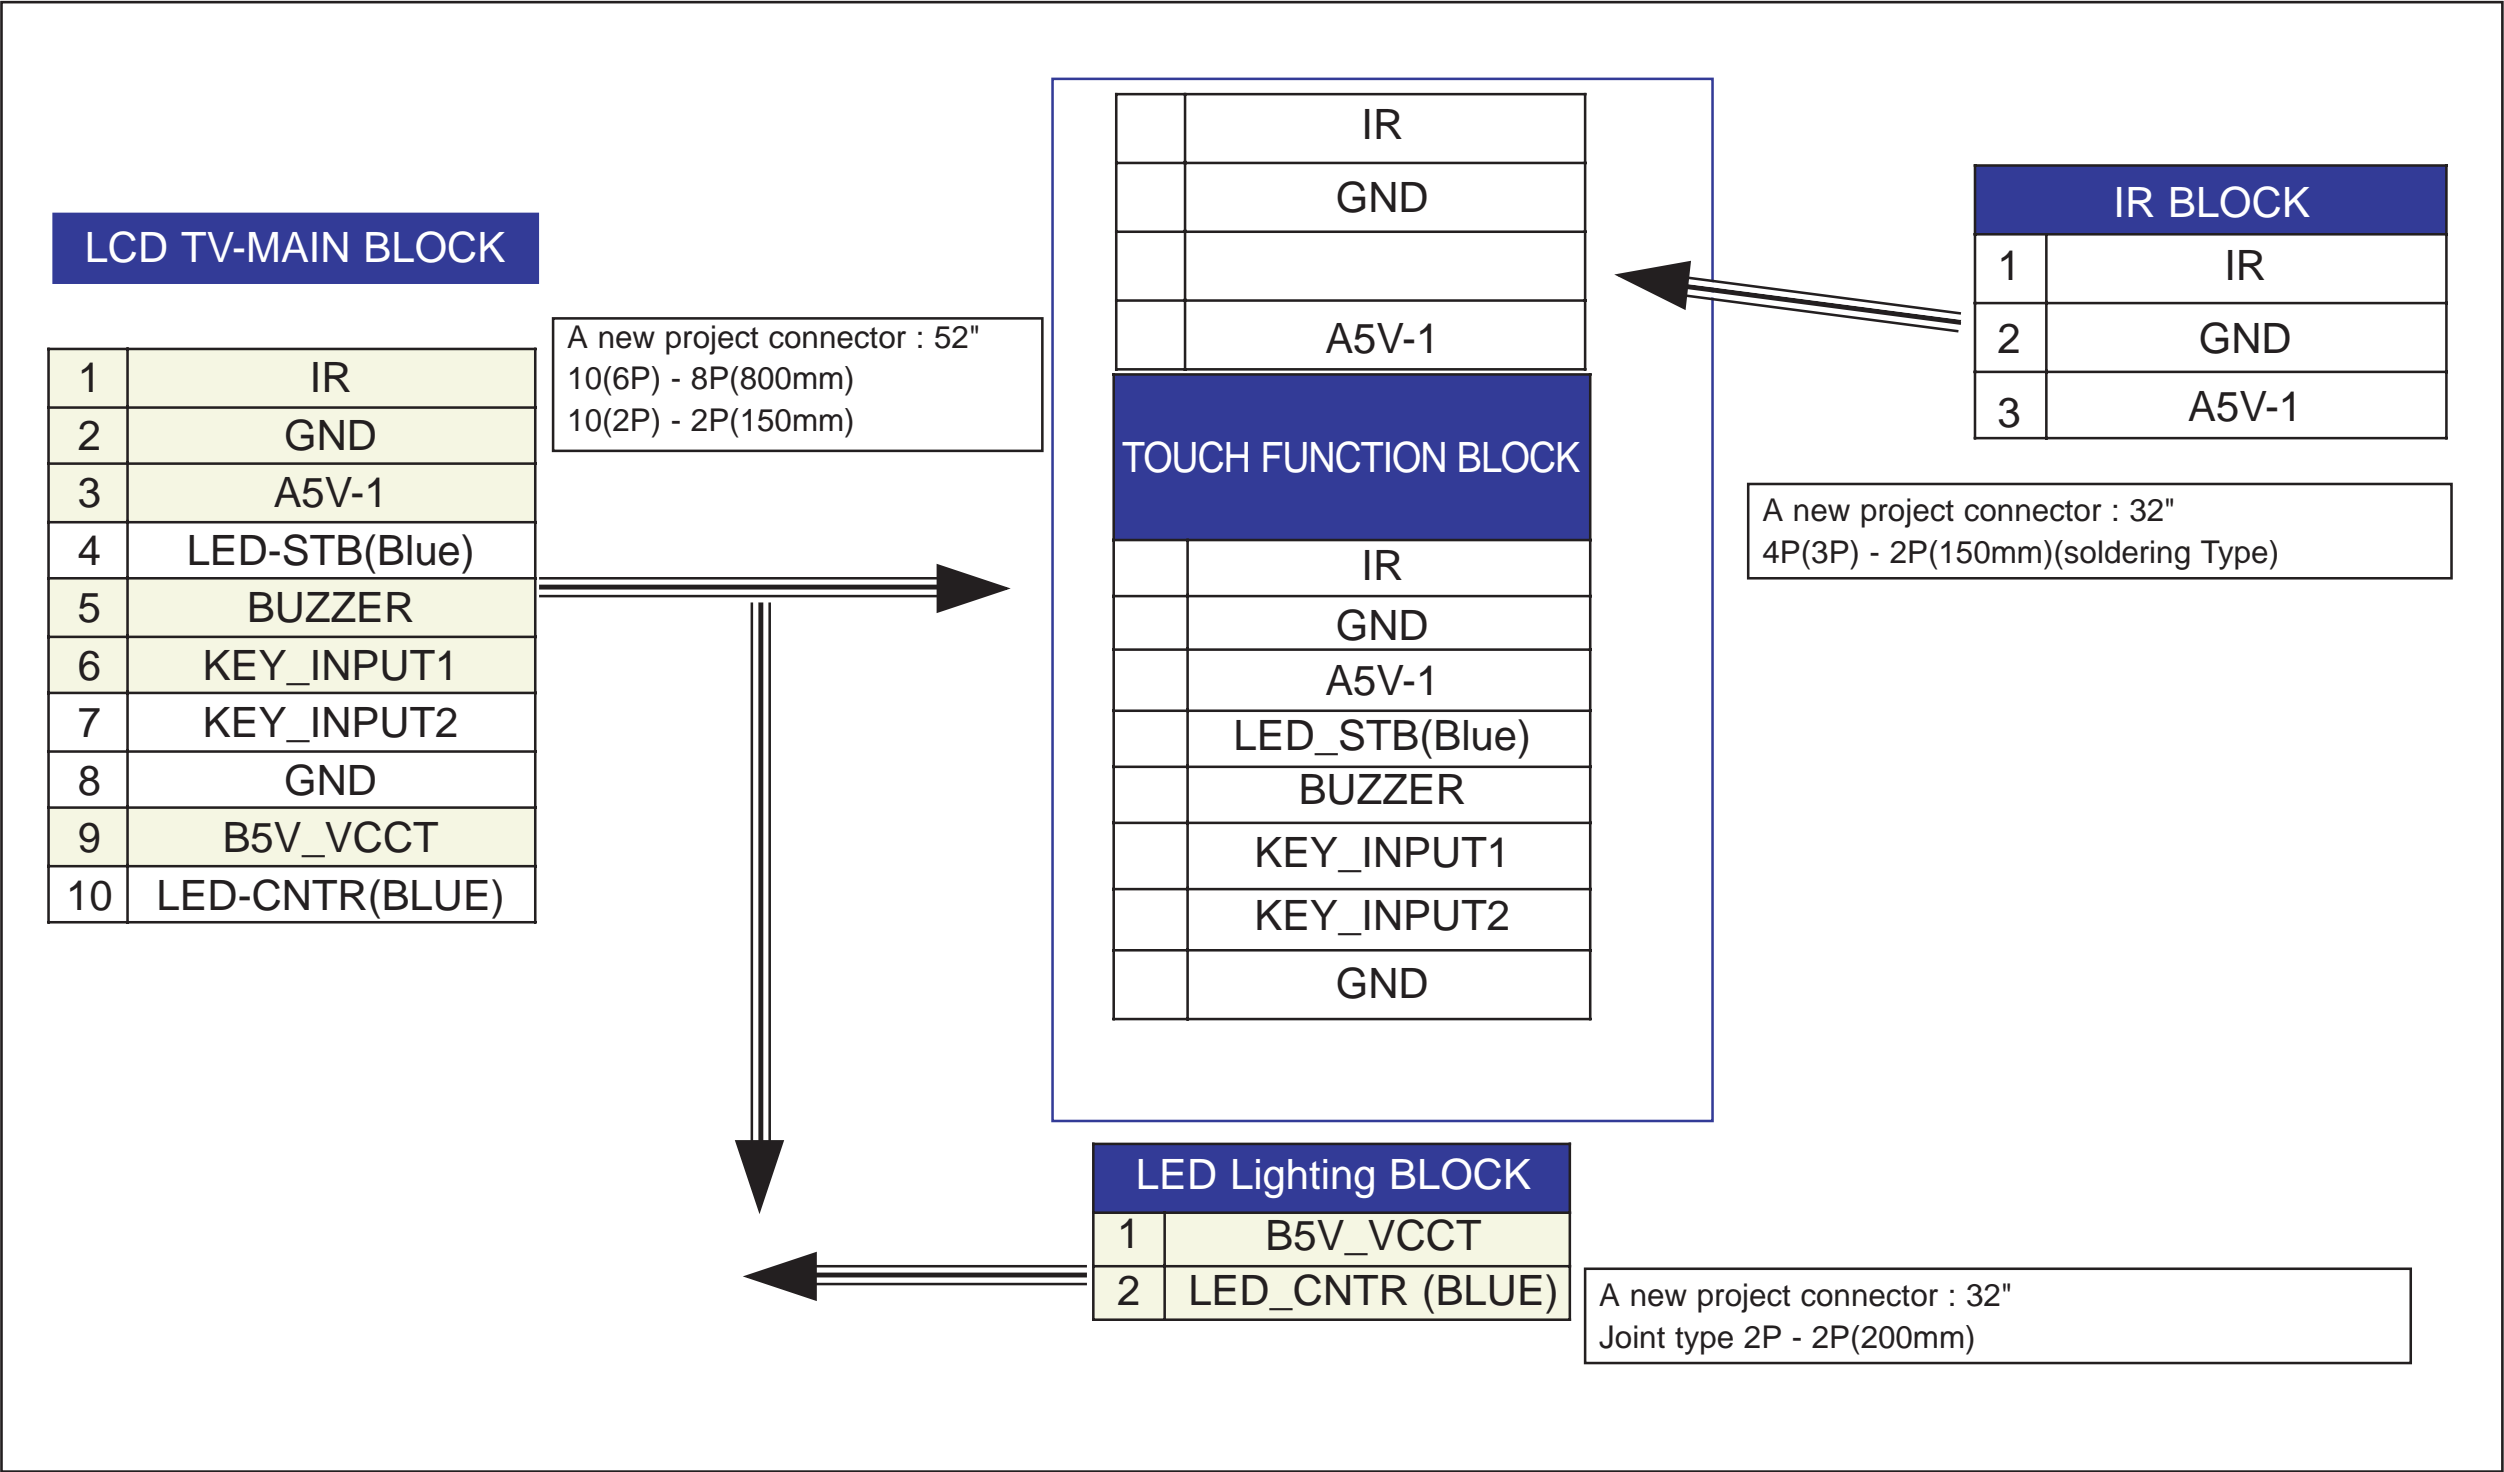 LCD TV-MAIN BLOCK
1 IR
2 GND
3 A5V-1
4 LED-STB(Blue)
5 BUZZER
6 KEY_INPUT1
7 KEY_INPUT2
8 GND
9 B5V_VCCT
10 LED-CNTR(BLUE)
A new project connector : 52"
10(6P) - 8P(800mm)
10(2P) - 2P(150mm)
IR
GND
A5V-1
TOUCH FUNCTION BLOCK
IR
GND
A5V-1
LED_STB(Blue)
BUZZER
KEY_INPUT1
KEY_INPUT2
GND
IR BLOCK
1 IR
2 GND
3 A5V-1
A new project connector : 32"
4P(3P) - 2P(150mm)(soldering Type)
LED Lighting BLOCK
1 B5V_VCCT
2 LED_CNTR (BLUE)
A new project connector : 32"
Joint type 2P - 2P(200mm)